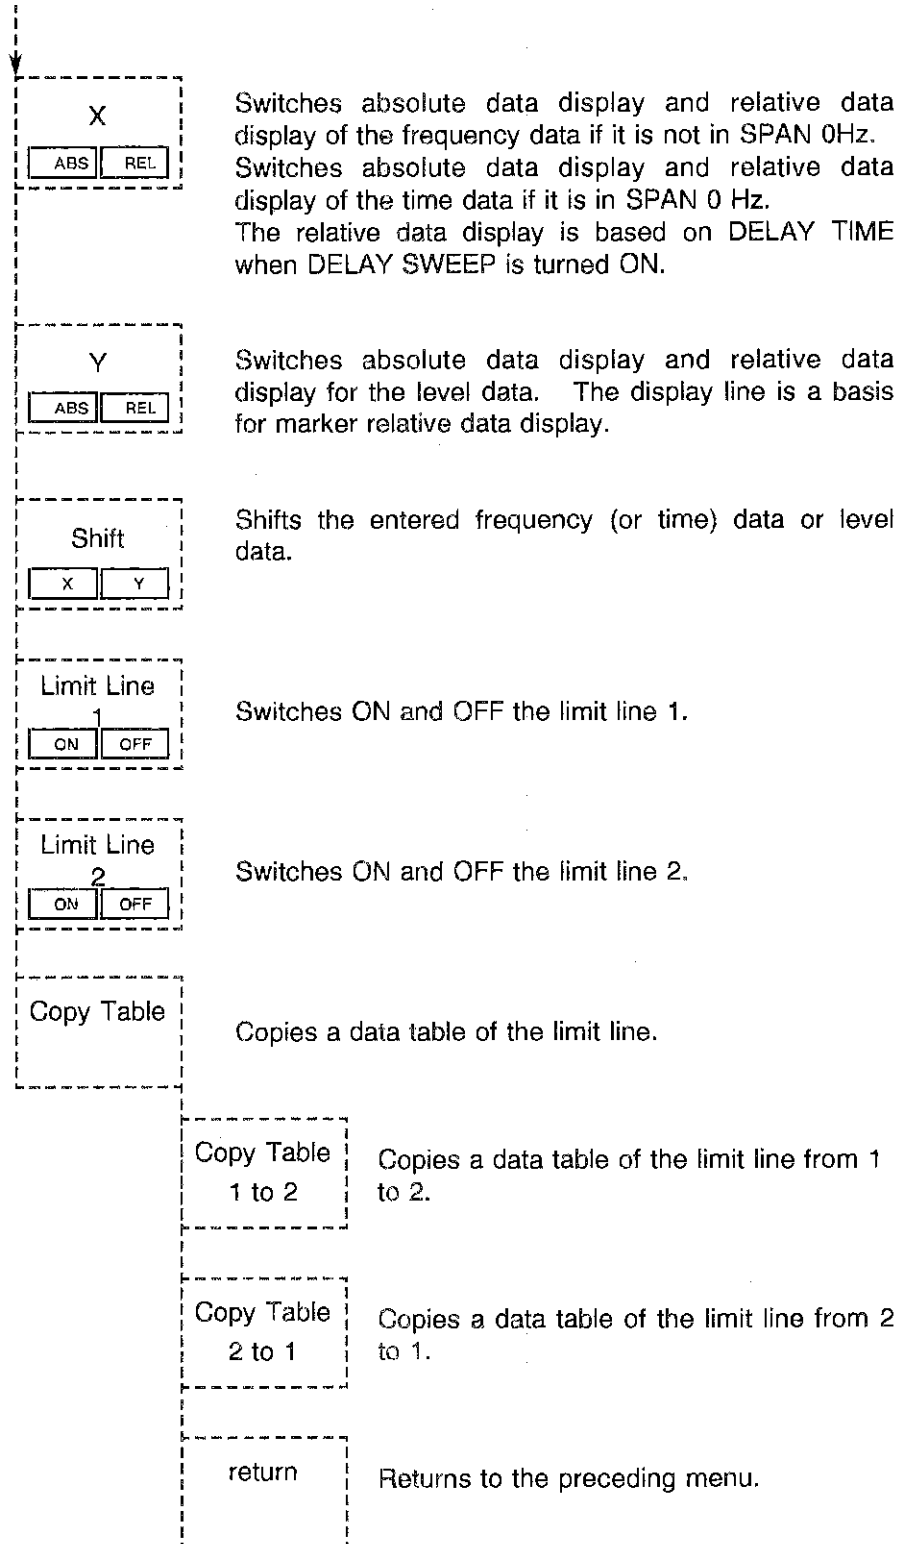 X
ABS REL
Switches absolute data display and relative data
display of the frequency data if it is not in SPAN 0Hz.
Switches absolute data display and relative data
display of the time data if it is in SPAN 0 Hz.
The relative data display is based on DELAY TIME
when DELAY SWEEP is turned ON.
Y
ABS REL
Switches absolute data display and relative data
display for the level data. The display line is a basis
for marker relative data display.
Shift
X Y
Shifts the entered frequency (or time) data or level
data.
Limit Line
1
ON OFF
Switches ON and OFF the limit line 1.
Limit Line
2
ON OFF
Switches ON and OFF the limit line 2.
Copy Table
Copies a data table of the limit line.
Copy Table
1 to 2
Copies a data table of the limit line from 1
to 2.
Copy Table
2 to 1
Copies a data table of the limit line from 2
to 1.
return
Returns to the preceding menu.